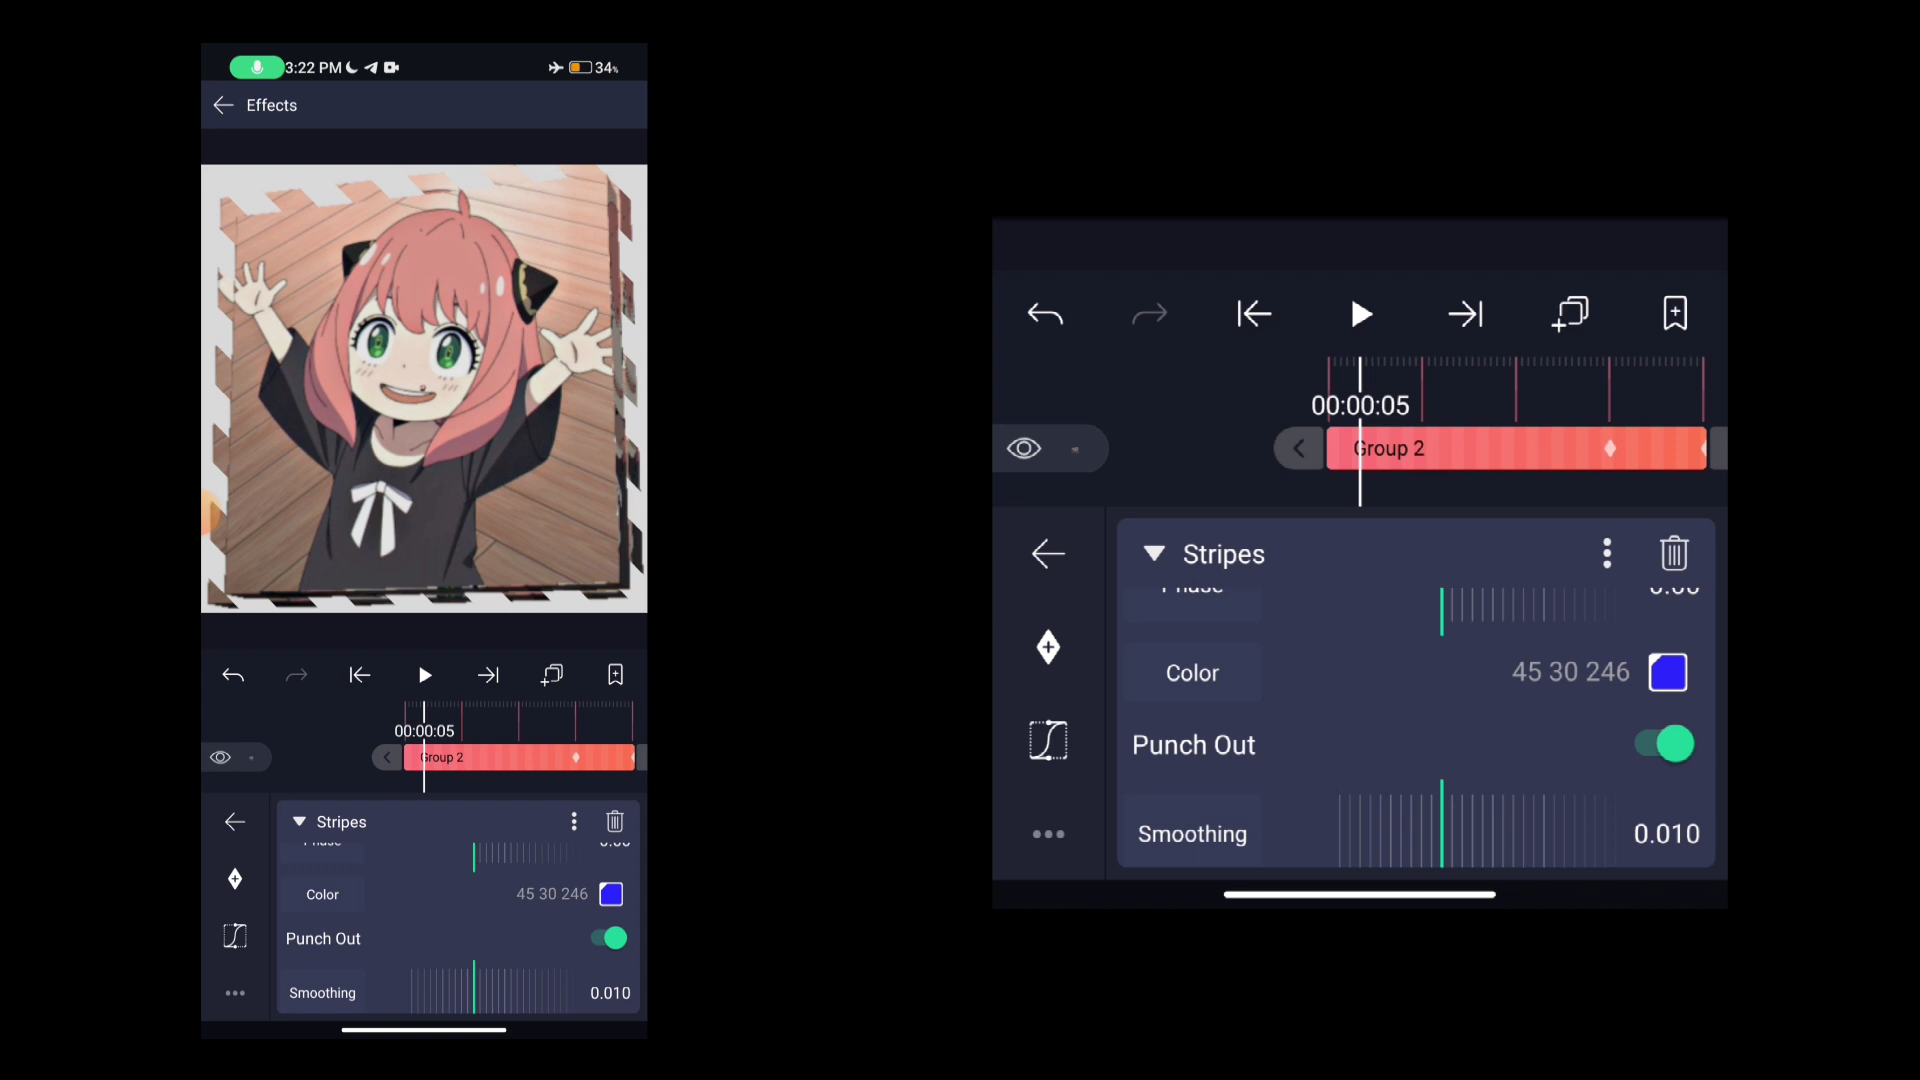 3:22 PM
34%
Effects
00:00:05
Group 2
Stripes
Phase
0.00
Color
45 30 246
Punch Out
Smoothing
0.010
00:00:05
Group 2
Stripes
Phase
0.00
Color
45 30 246
Punch Out
Smoothing
0.010